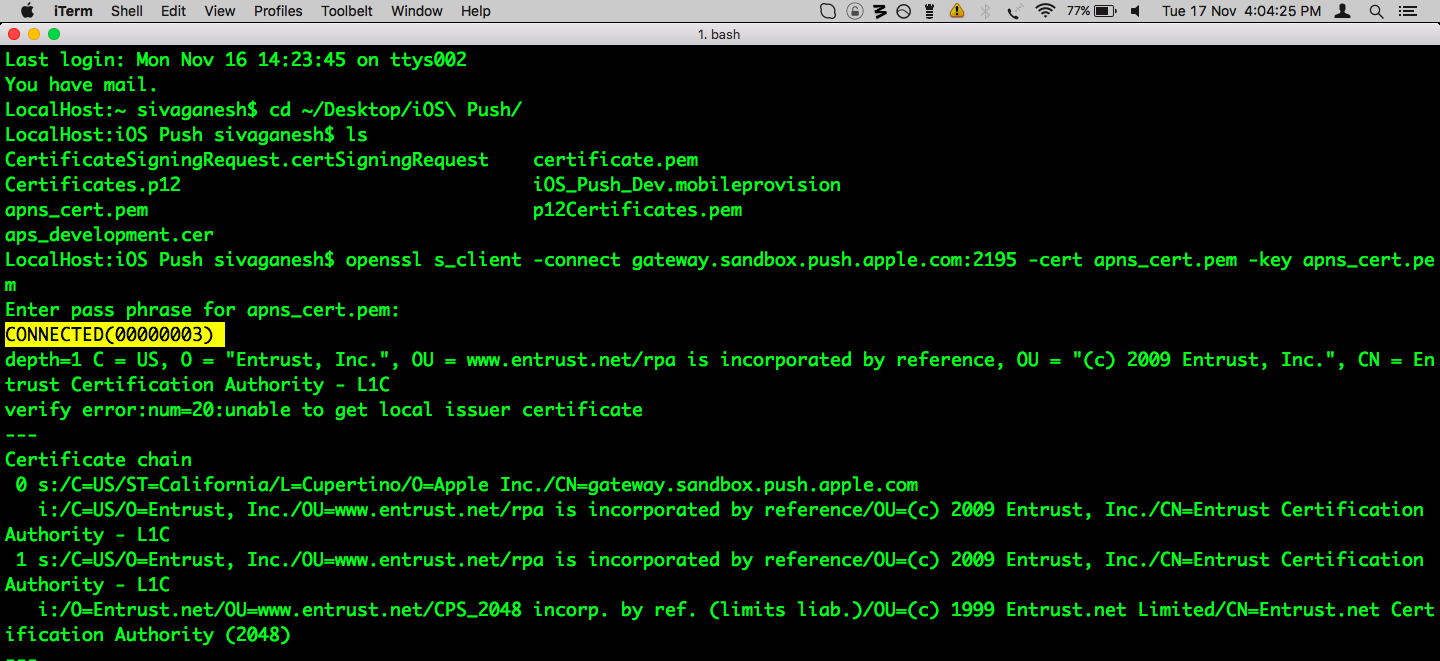 iTerm Shell Edit View Profiles Toolbelt Window Help 77% Tue 17 Nov 4:04:25 PM
1. bash
Last login: Mon Nov 16 14:23:45 on ttys002
You have mail.
LocalHost:~ sivaganesh$ cd ~/Desktop/iOS\ Push/
LocalHost:iOS Push sivaganesh$ ls
CertificateSigningRequest.certSigningRequest certificate.pem
Certificates.p12 iOS_Push_Dev.mobileprovision
apns_cert.pem p12Certificates.pem
aps_development.cer
LocalHost:iOS Push sivaganesh$ openssl s_client -connect gateway.sandbox.push.apple.com:2195 -cert apns_cert.pem -key apns_cert.pe
m
Enter pass phrase for apns_cert.pem:
CONNECTED(00000003)
depth=1 C = US, O = "Entrust, Inc.", OU = www.entrust.net/rpa is incorporated by reference, OU = "(c) 2009 Entrust, Inc.", CN = En
trust Certification Authority - L1C
verify error:num=20:unable to get local issuer certificate
---
Certificate chain
0 s:/C=US/ST=California/L=Cupertino/O=Apple Inc./CN=gateway.sandbox.push.apple.com
i:/C=US/O=Entrust, Inc./OU=www.entrust.net/rpa is incorporated by reference/OU=(c) 2009 Entrust, Inc./CN=Entrust Certification
Authority - L1C
1 s:/C=US/O=Entrust, Inc./OU=www.entrust.net/rpa is incorporated by reference/OU=(c) 2009 Entrust, Inc./CN=Entrust Certification
Authority - L1C
i:/O=Entrust.net/OU=www.entrust.net/CPS_2048 incorp. by ref. (limits liab.)/OU=(c) 1999 Entrust.net Limited/CN=Entrust.net Cert
ification Authority (2048)
---